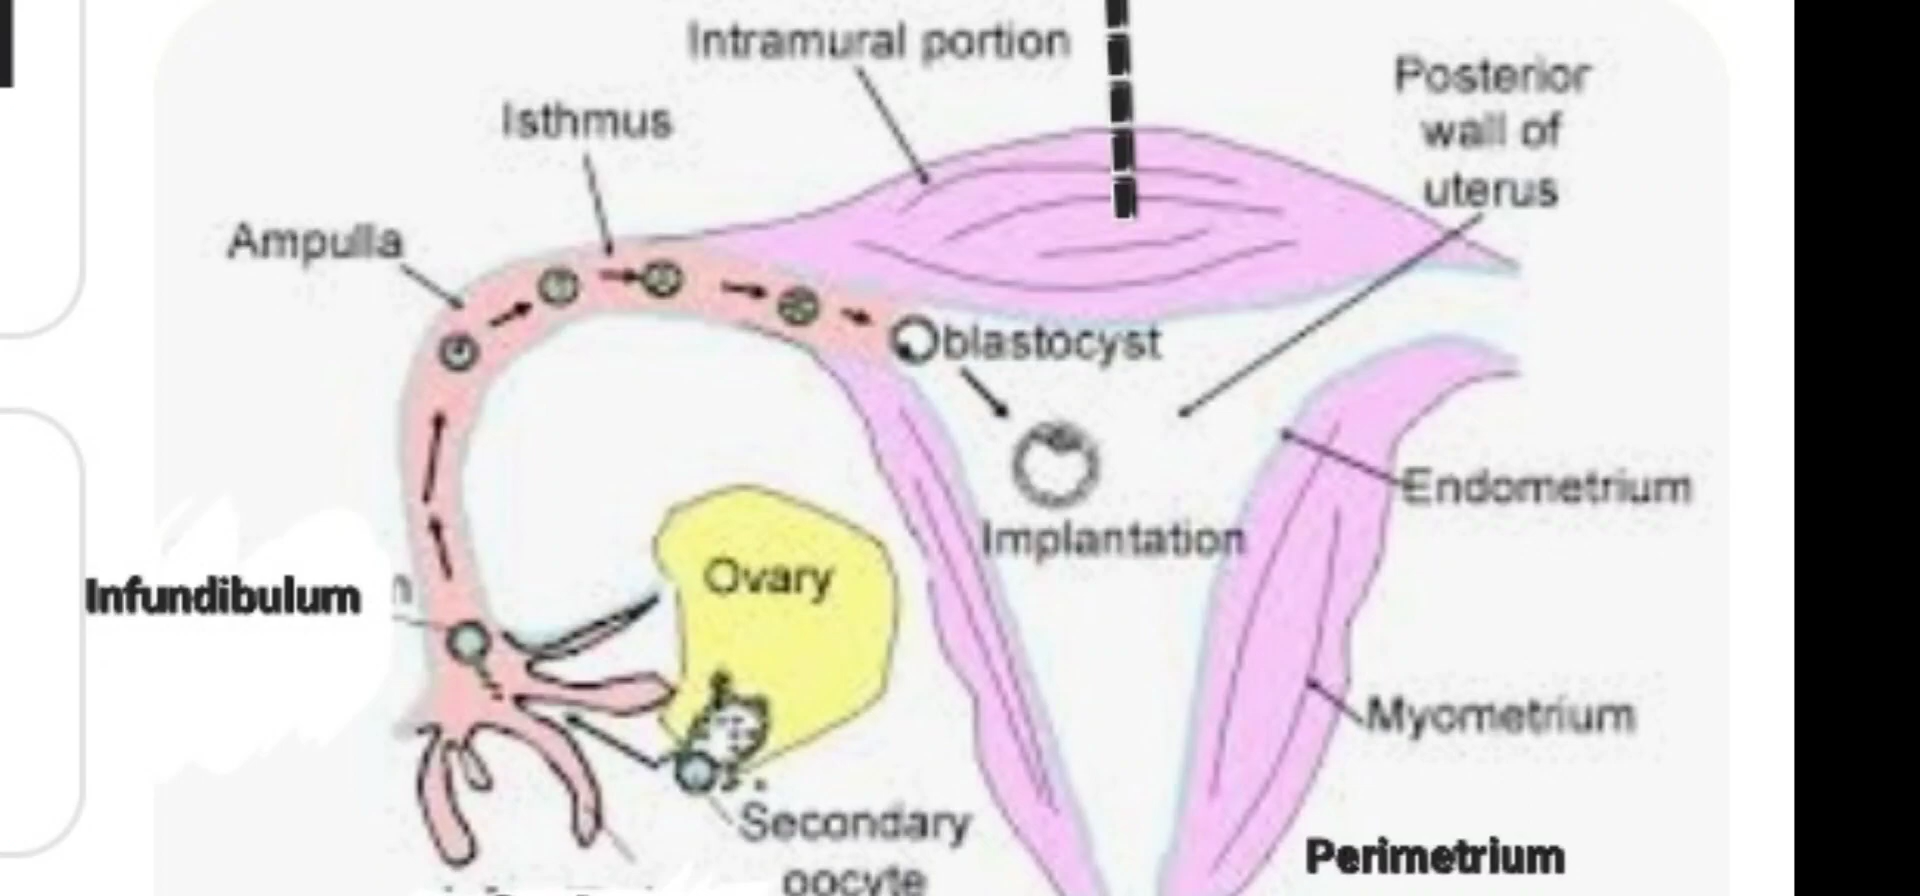 Intramural portion
Posterior
wall of
uterus
Isthmus
Ampulla
blastocyst
Endometrium
Implantation
Ovary
Infundibulum
Myometrium
Secondary
oocyte
Perimetrium